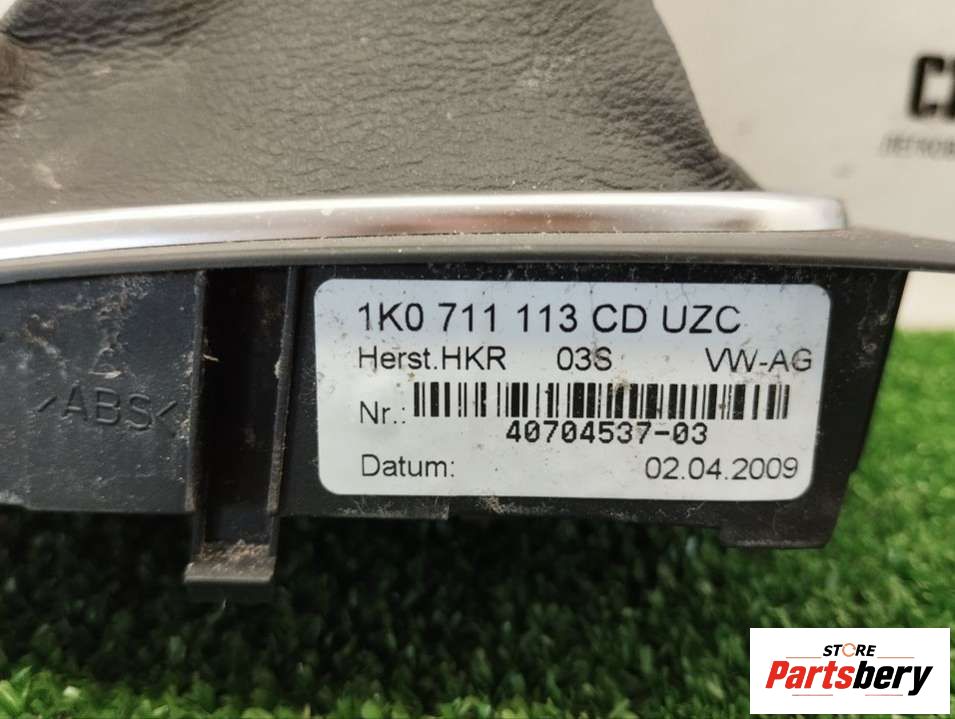 1K0 711 113 CD UZC
Herst.HKR 03S VW-AG
Nr.:
40704537-03
Datum: 02.04.2009
>ABS<
STORE
Partsbery